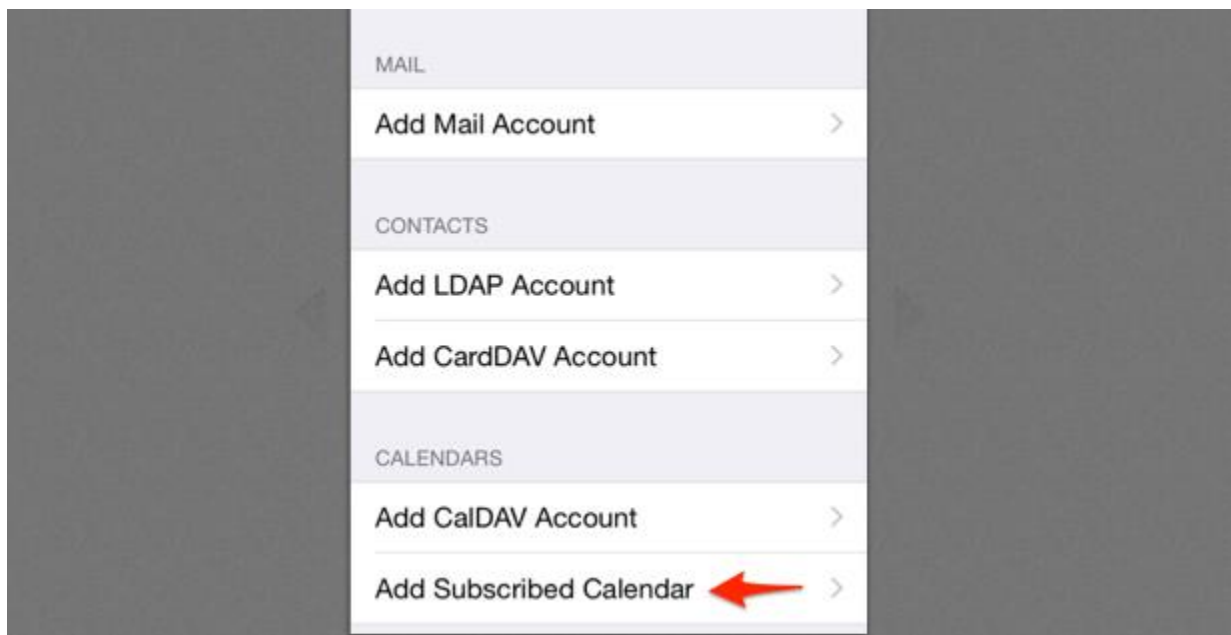 MAIL
Add Mail Account
CONTACTS
Add LDAP Account
Add CardDAV Account
CALENDARS
Add CalDAV Account
Add Subscribed Calendar